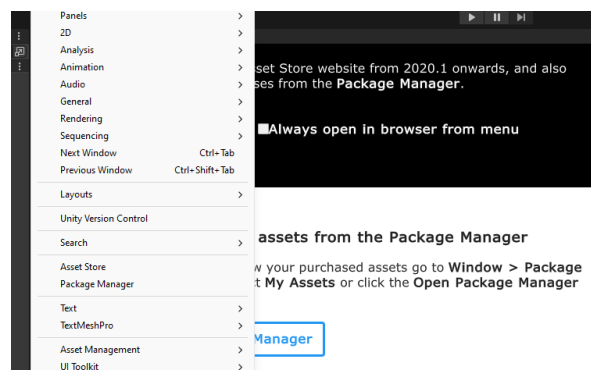 Panels
2D
Analysis
Animation
Audio
General
Rendering
Sequencing
Next Window Ctrl+Tab
Previous Window Ctrl+Shift+Tab
Layouts
Unity Version Control
Search
Asset Store
Package Manager
Text
TextMeshPro
Asset Management
UI Toolkit
set Store website from 2020.1 onwards, and also
ses from the Package Manager.
Always open in browser from menu
assets from the Package Manager
w your purchased assets go to Window > Package
t My Assets or click the Open Package Manager
Manager